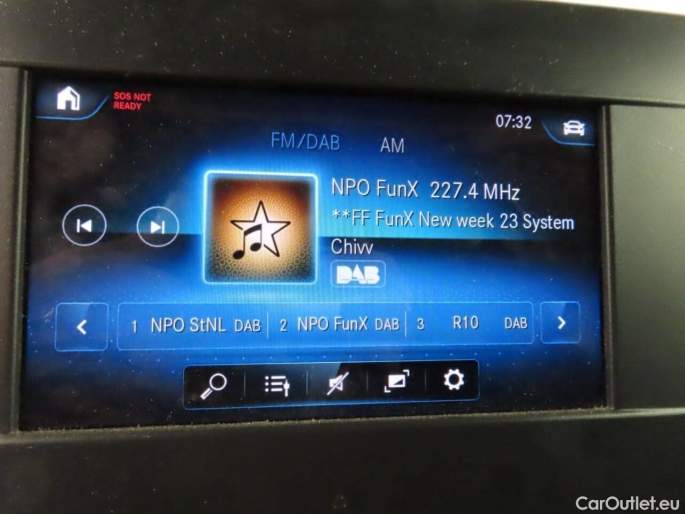 SOS NOT
READY
07:32
FM/DAB AM
NPO FunX 227.4 MHz
**FF FunX New week 23 System
Chivv
DAB
1 NPO StNL DAB 2 NPO FunX DAB 3 R10 DAB
CarOutlet.eu